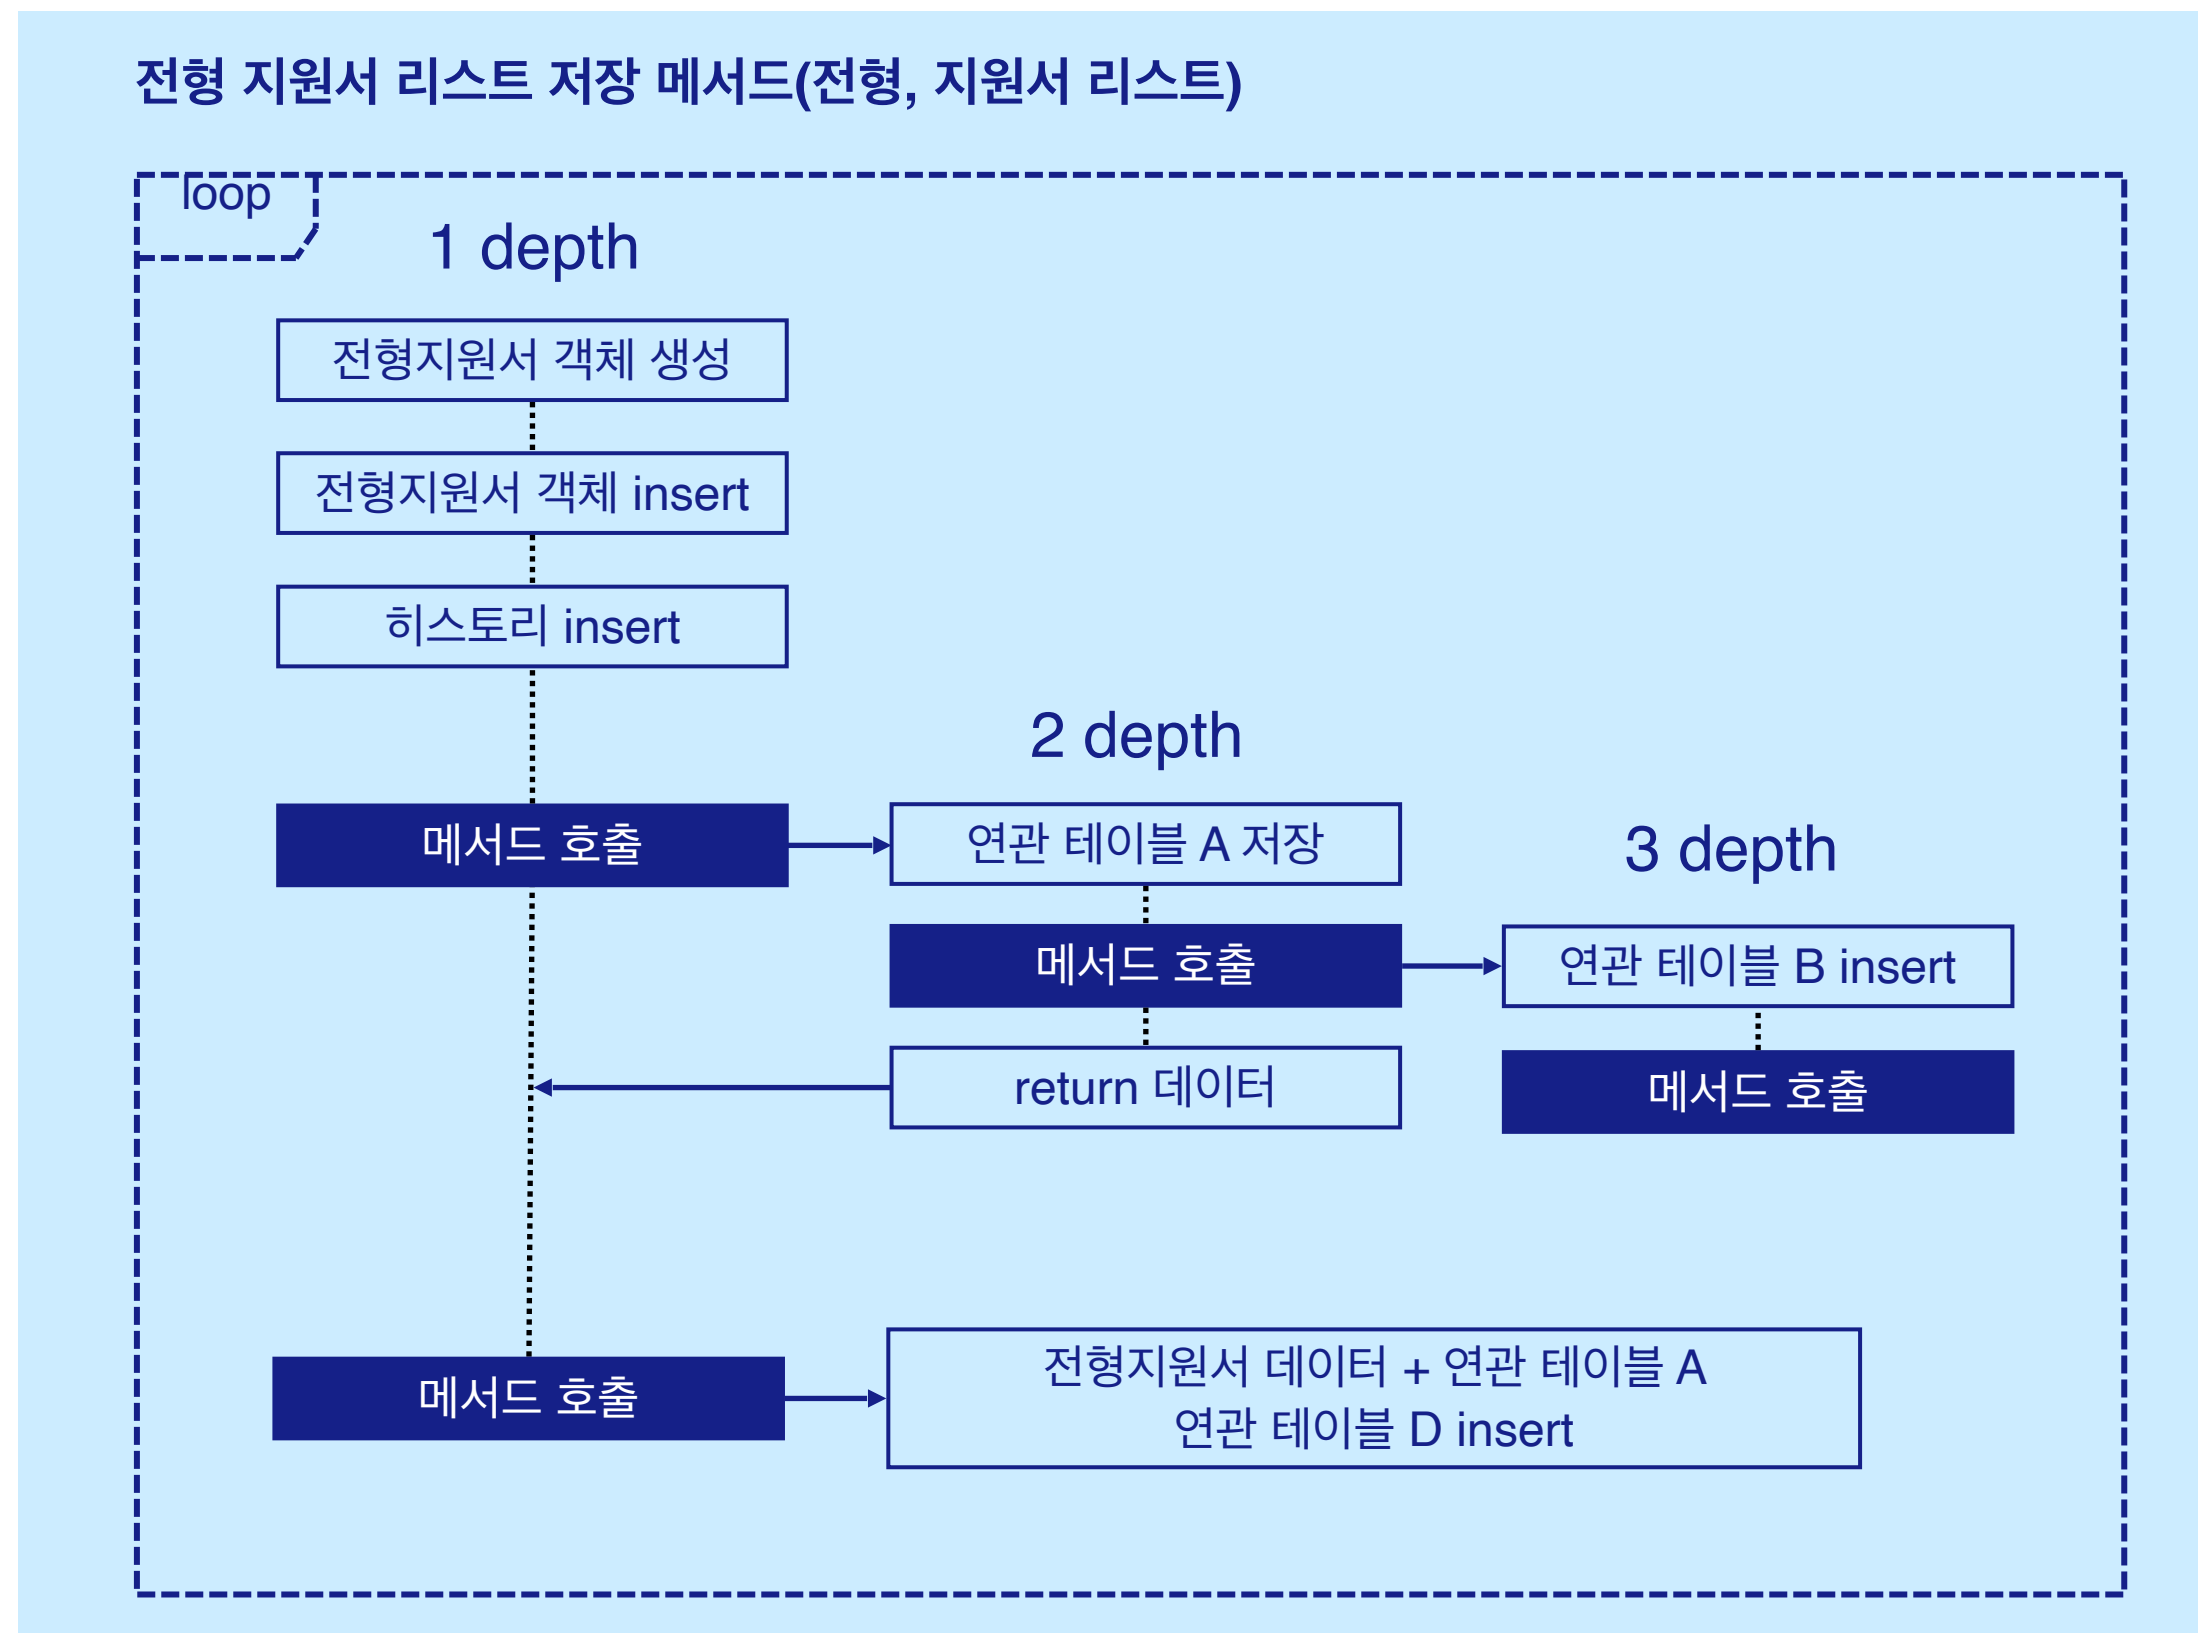 전형 지원서 리스트 저장 메서드(전형, 지원서 리스트)
loop
1 depth
전형지원서 객체 생성
전형지원서 객체 insert
히스토리 insert
2 depth
메서드 호출
연관 테이블 A 저장
3 depth
메서드 호출
연관 테이블 B insert
return 데이터
메서드 호출
메서드 호출
전형지원서 데이터 + 연관 테이블 A
연관 테이블 D insert